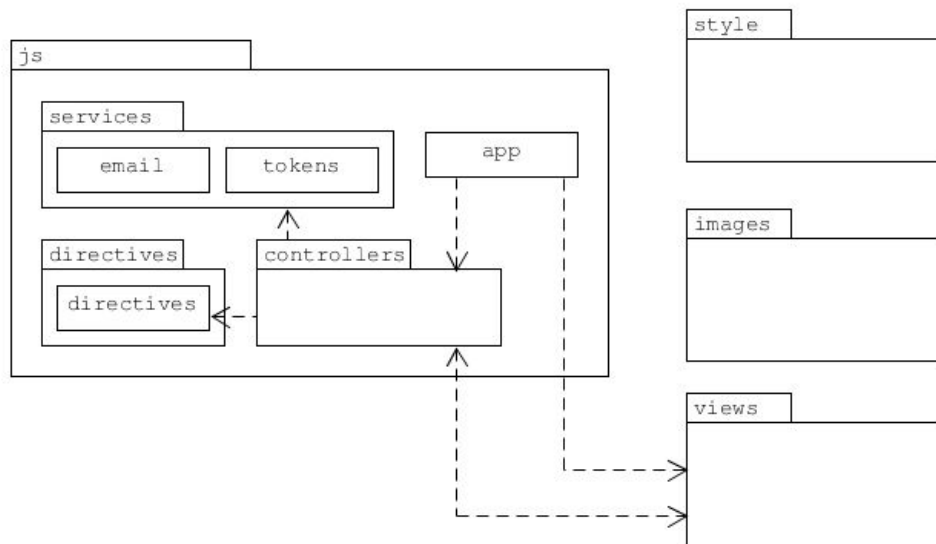 style
js
services
email
tokens
app
images
directives
controllers
directives
views